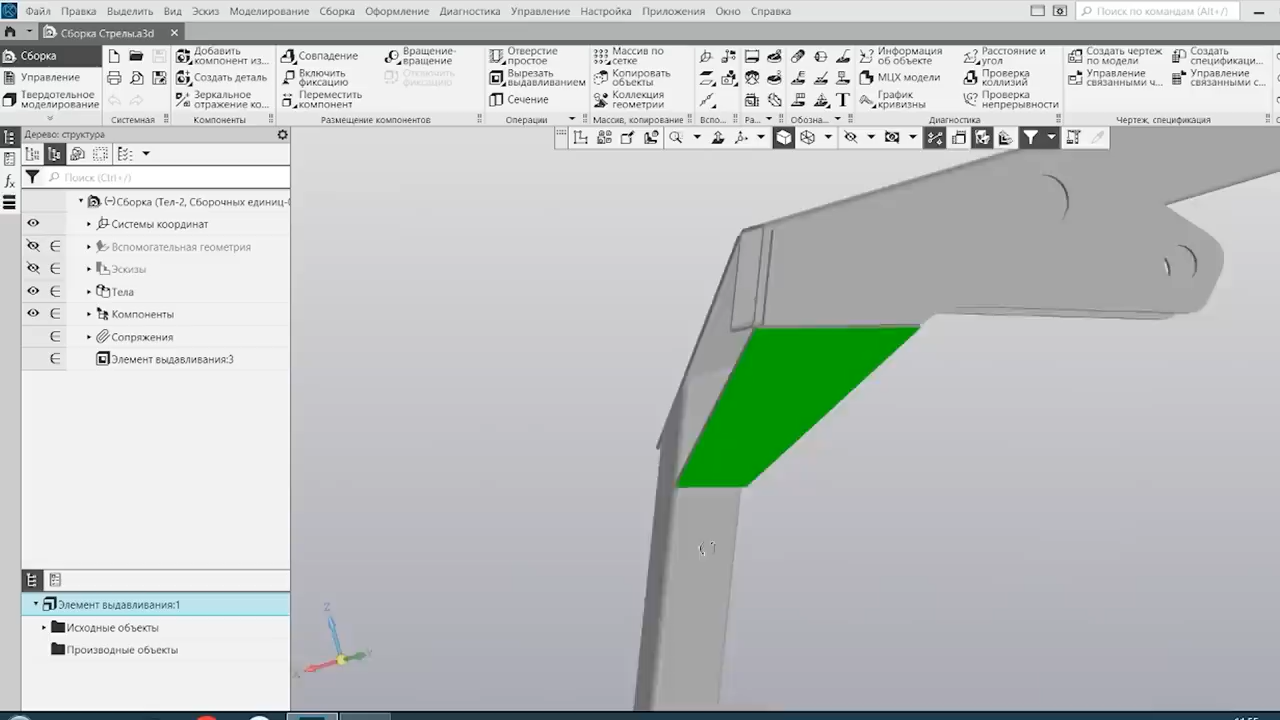 Файл Правка Выделить Вид Эскиз Моделирование Сборка Оформление Диагностика Управление Настройка Приложения Окно Справка Поиск по командам (Alt+/)
Сборка Стрелы.a3d
Сборка
Управление
Твердотельное моделирование
Системная
Добавить компонент из...
Создать деталь
Зеркальное отражение ко...
Компоненты
Совпадение
Включить фиксацию
Переместить компонент
Вращение-вращение
Отключить фиксацию
Размещение компонентов
Отверстие простое
Вырезать выдавливанием
Сечение
Операции
Массив по сетке
Копировать объекты
Коллекция геометрии
Массив, копирование
Вспо...
Ра...
Обозна...
Информация об объекте
МЦХ модели
График кривизны
Расстояние и угол
Проверка коллизий
Проверка непрерывности
Диагностика
Создать чертеж по модели
Управление связанными ч...
Создать спецификаци...
Управление связанными с...
Чертеж, спецификация
Дерево: структура
Поиск (Ctrl+/)
(−)Сборка (Тел-2, Сборочных единиц-
Системы координат
Вспомогательная геометрия
Эскизы
Тела
Компоненты
Сопряжения
Элемент выдавливания:3
Элемент выдавливания:1
Исходные объекты
Производные объекты
Z